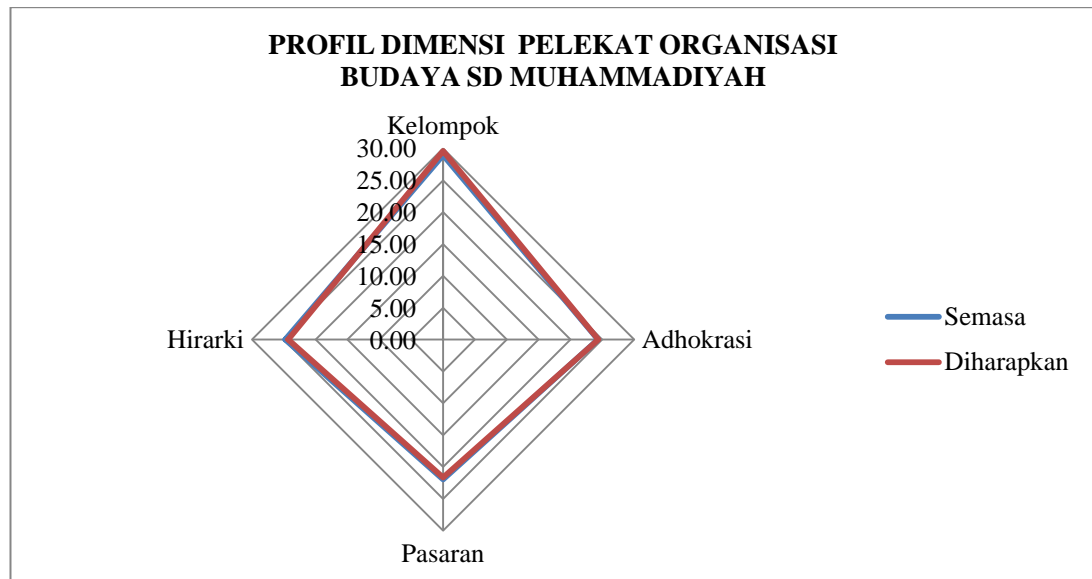 PROFIL DIMENSI PELEKAT ORGANISASI
BUDAYA SD MUHAMMADIYAH
Kelompok
30.00
25.00
20.00
15.00
10.00
5.00
0.00
Hirarki
Adhokrasi
Pasaran
Semasa
Diharapkan